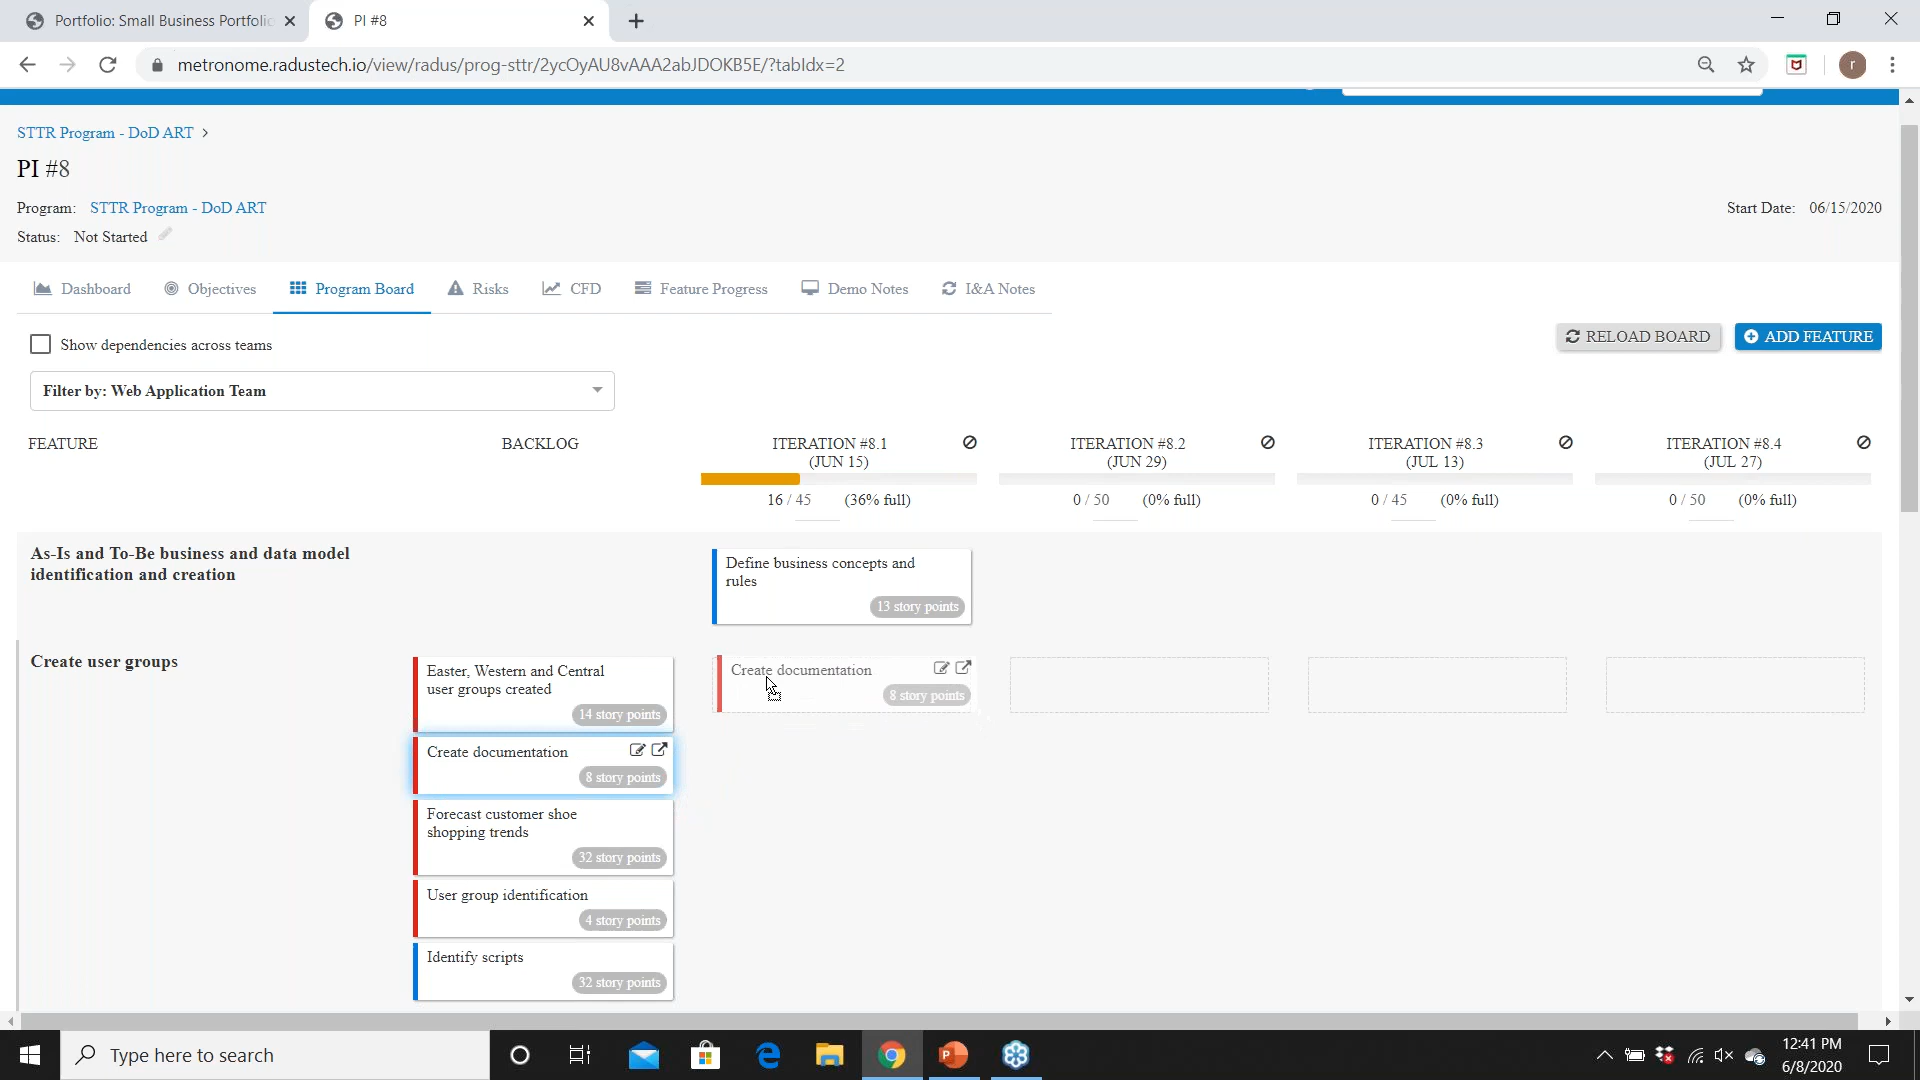 Portfolio: Small Business Portfolio
PI #8
metronome.radustech.io/view/radus/prog-sttr/2ycOyAU8vAAA2abJDOKB5E/?tabIdx=2
r
STTR Program - DoD ART >
PI #8
Program: STTR Program - DoD ART
Start Date: 06/15/2020
Status: Not Started
Dashboard Objectives Program Board Risks CFD Feature Progress Demo Notes I&A Notes
Show dependencies across teams
RELOAD BOARD ADD FEATURE
Filter by: Web Application Team
FEATURE BACKLOG ITERATION #8.1 ITERATION #8.2 ITERATION #8.3 ITERATION #8.4
(JUN 15) (JUN 29) (JUL 13) (JUL 27)
16 / 45 (36% full) 0 / 50 (0% full) 0 / 45 (0% full) 0 / 50 (0% full)
As-Is and To-Be business and data model
identification and creation
Define business concepts and
rules
13 story points
Create user groups
Easter, Western and Central
user groups created
14 story points
Create documentation
8 story points
Create documentation
8 story points
Forecast customer shoe
shopping trends
32 story points
User group identification
4 story points
Identify scripts
32 story points
Type here to search
12:41 PM
6/8/2020